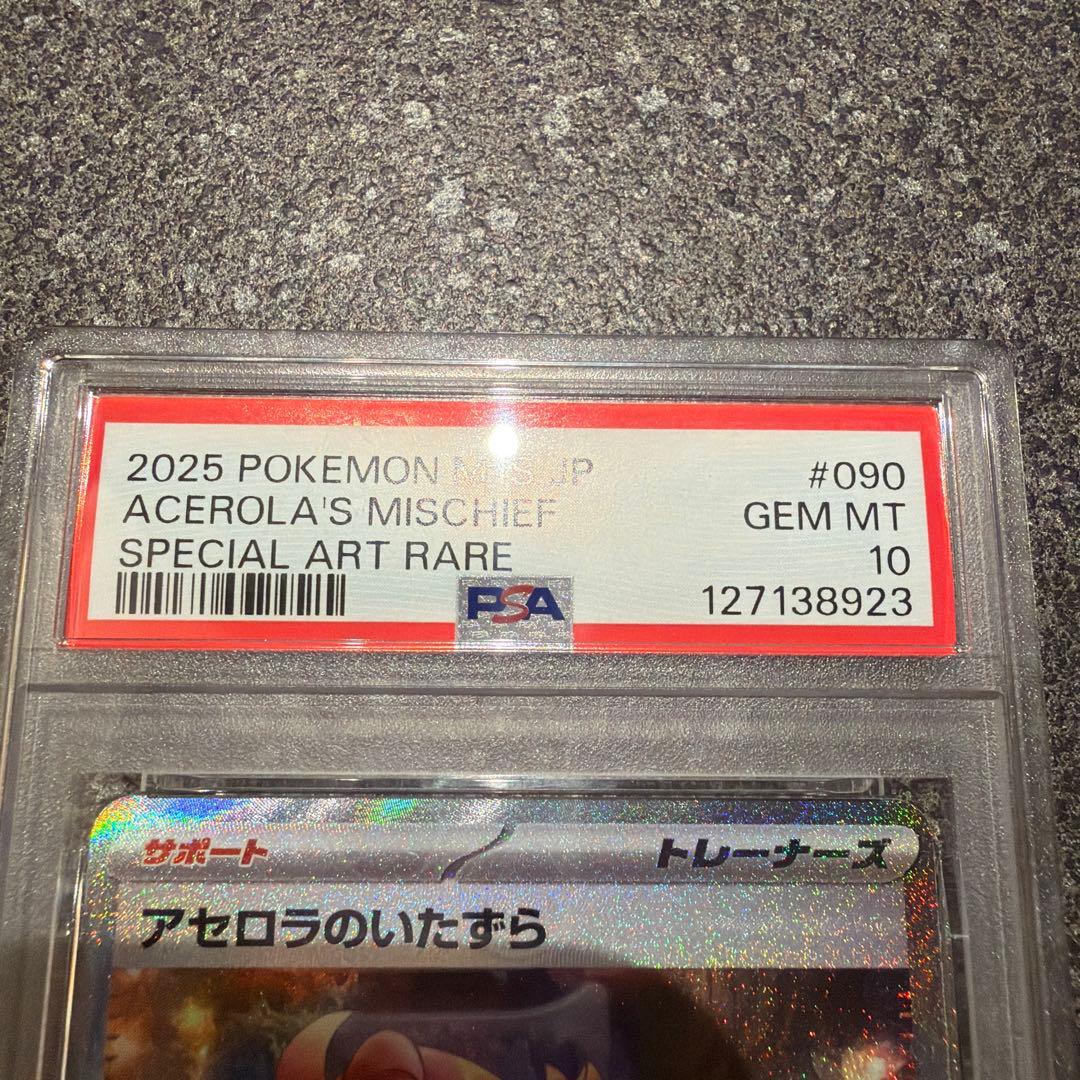 2025 POKEMON JP
#090
ACEROLA'S MISCHIEF
GEM MT
SPECIAL ART RARE
10
PSA
127138923
サポート
トレーナーズ
アセロラのいたずら